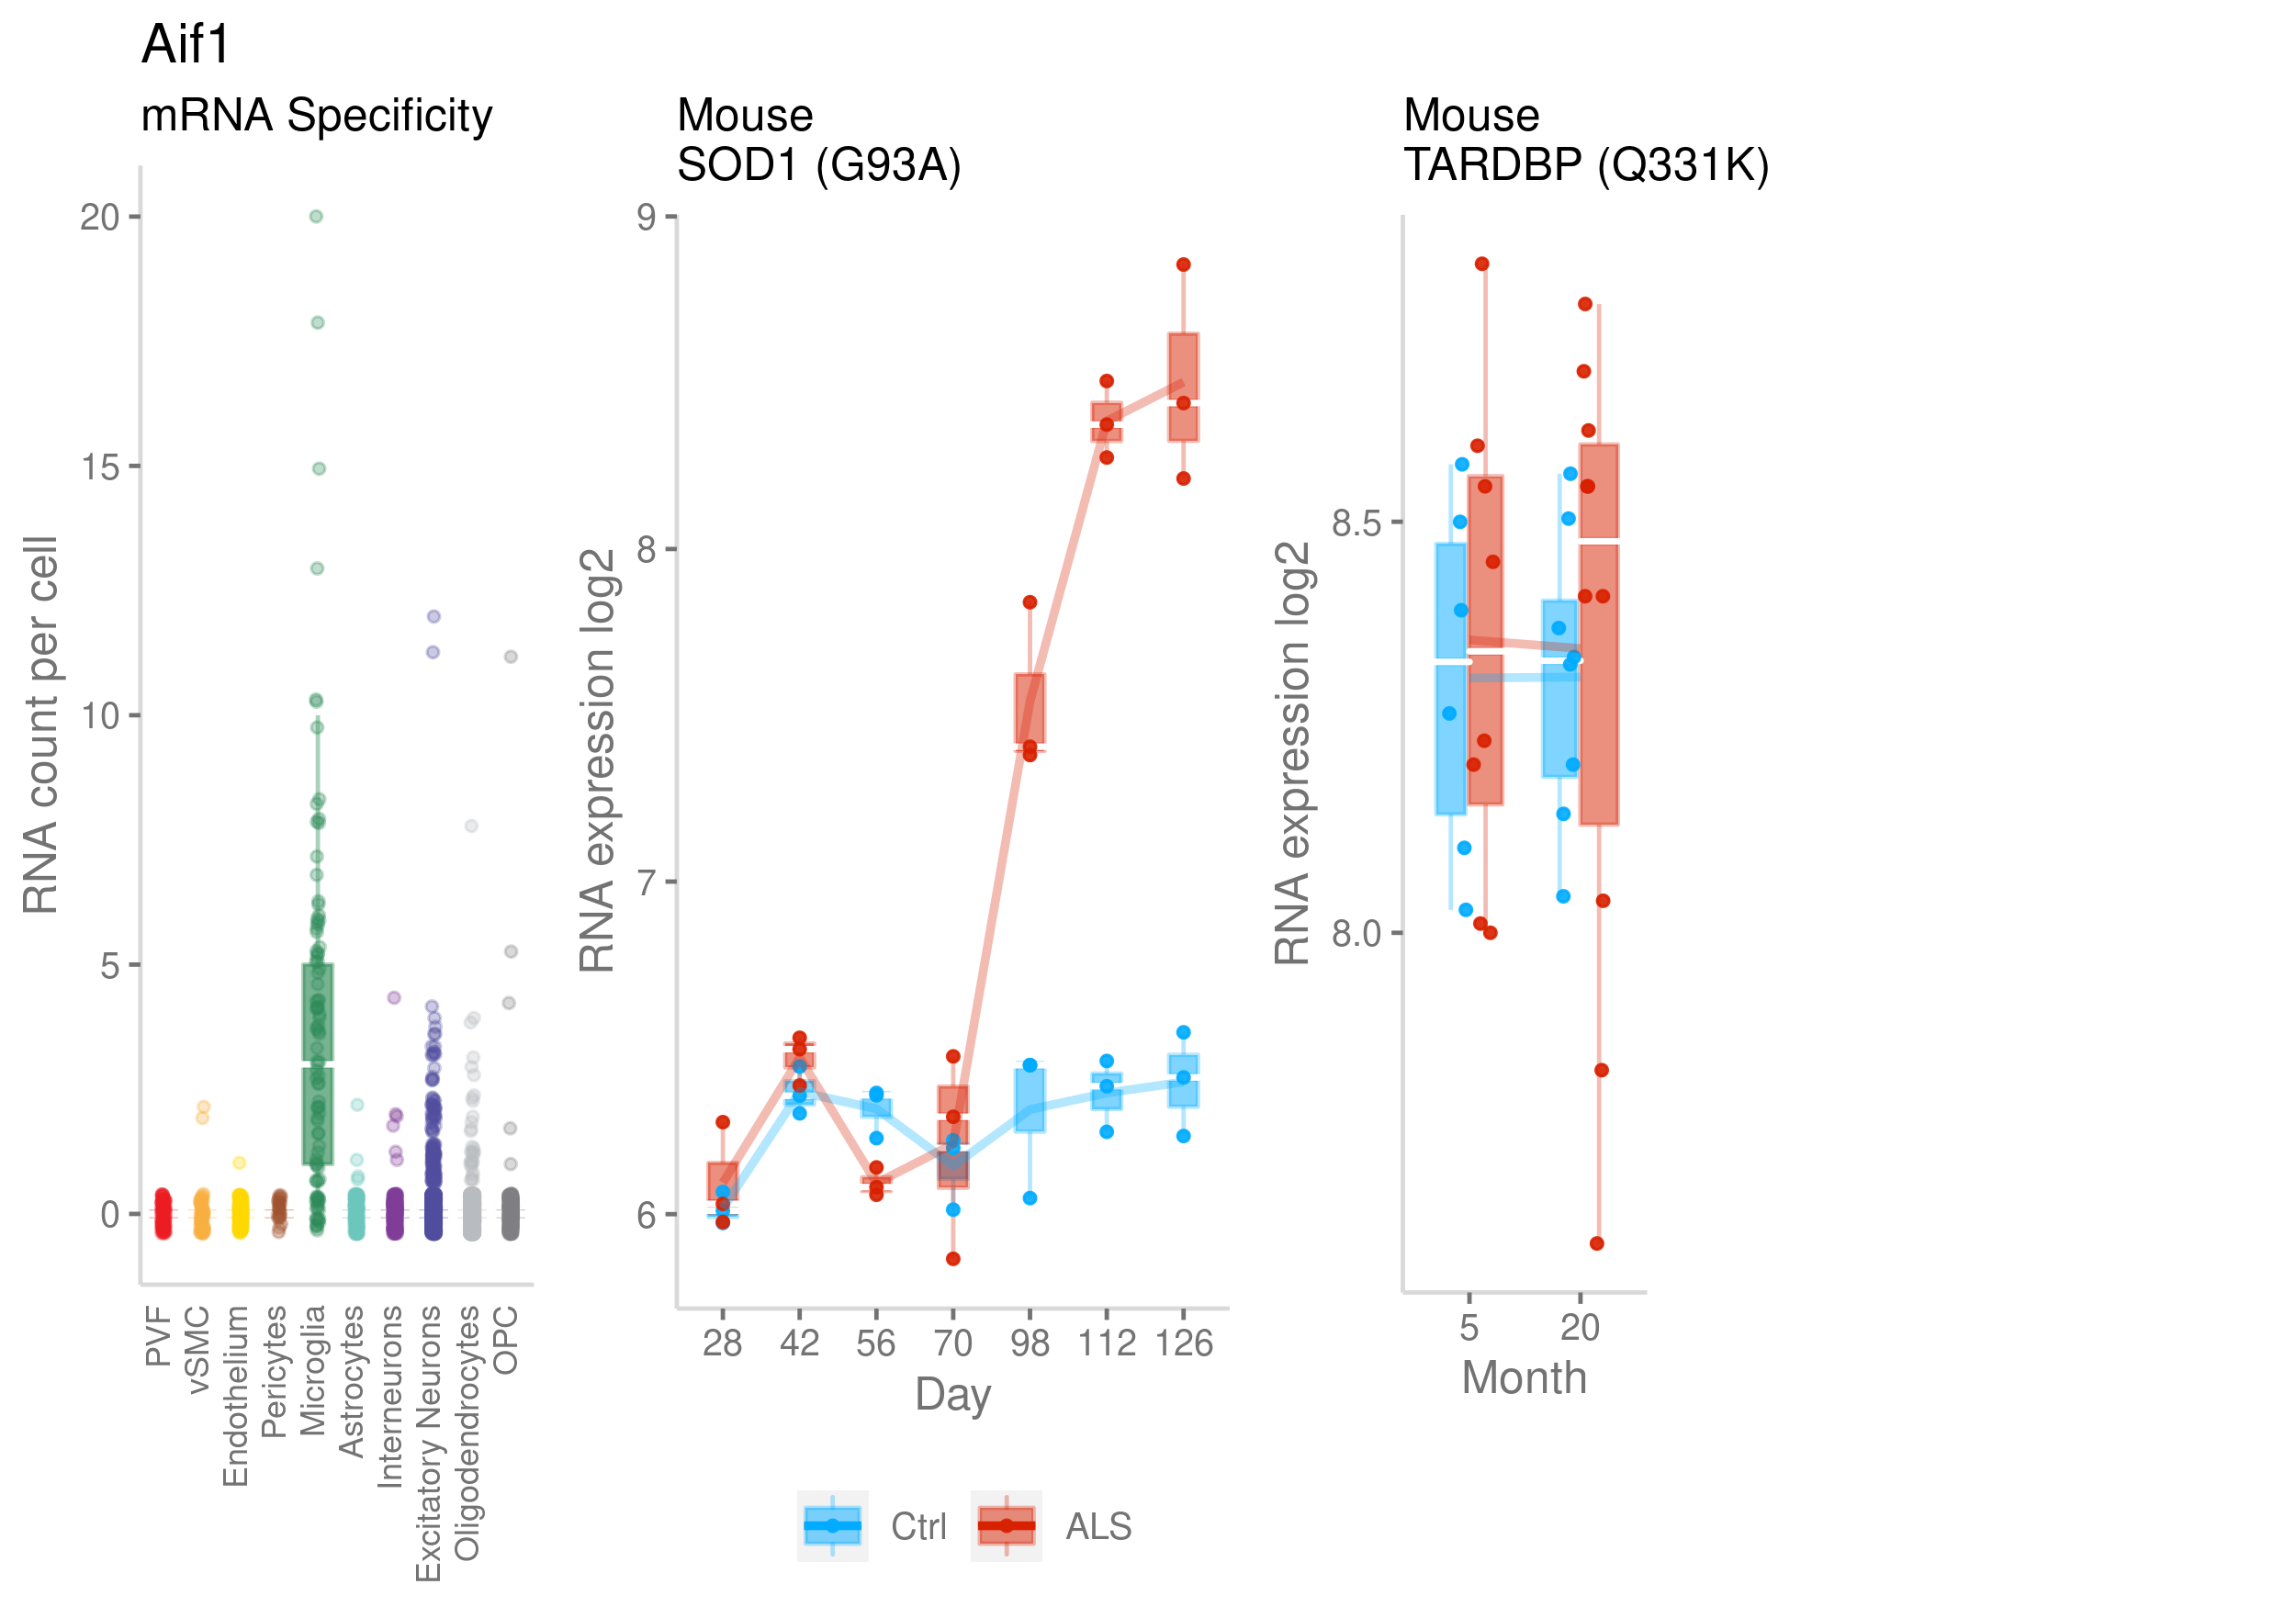 Aif1
mRNA Specificity
RNA count per cell
20
15
10
5
0
PVF
vSMC
Endothelium
Pericytes
Microglia
Astrocytes
Interneurons
Excitatory Neurons
Oligodendrocytes
OPC
Mouse
SOD1 (G93A)
RNA expression log2
9
8
7
6
28 42 56 70 98 112 126
Day
Mouse
TARDBP (Q331K)
RNA expression log2
8.5
8.0
5 20
Month
Ctrl ALS